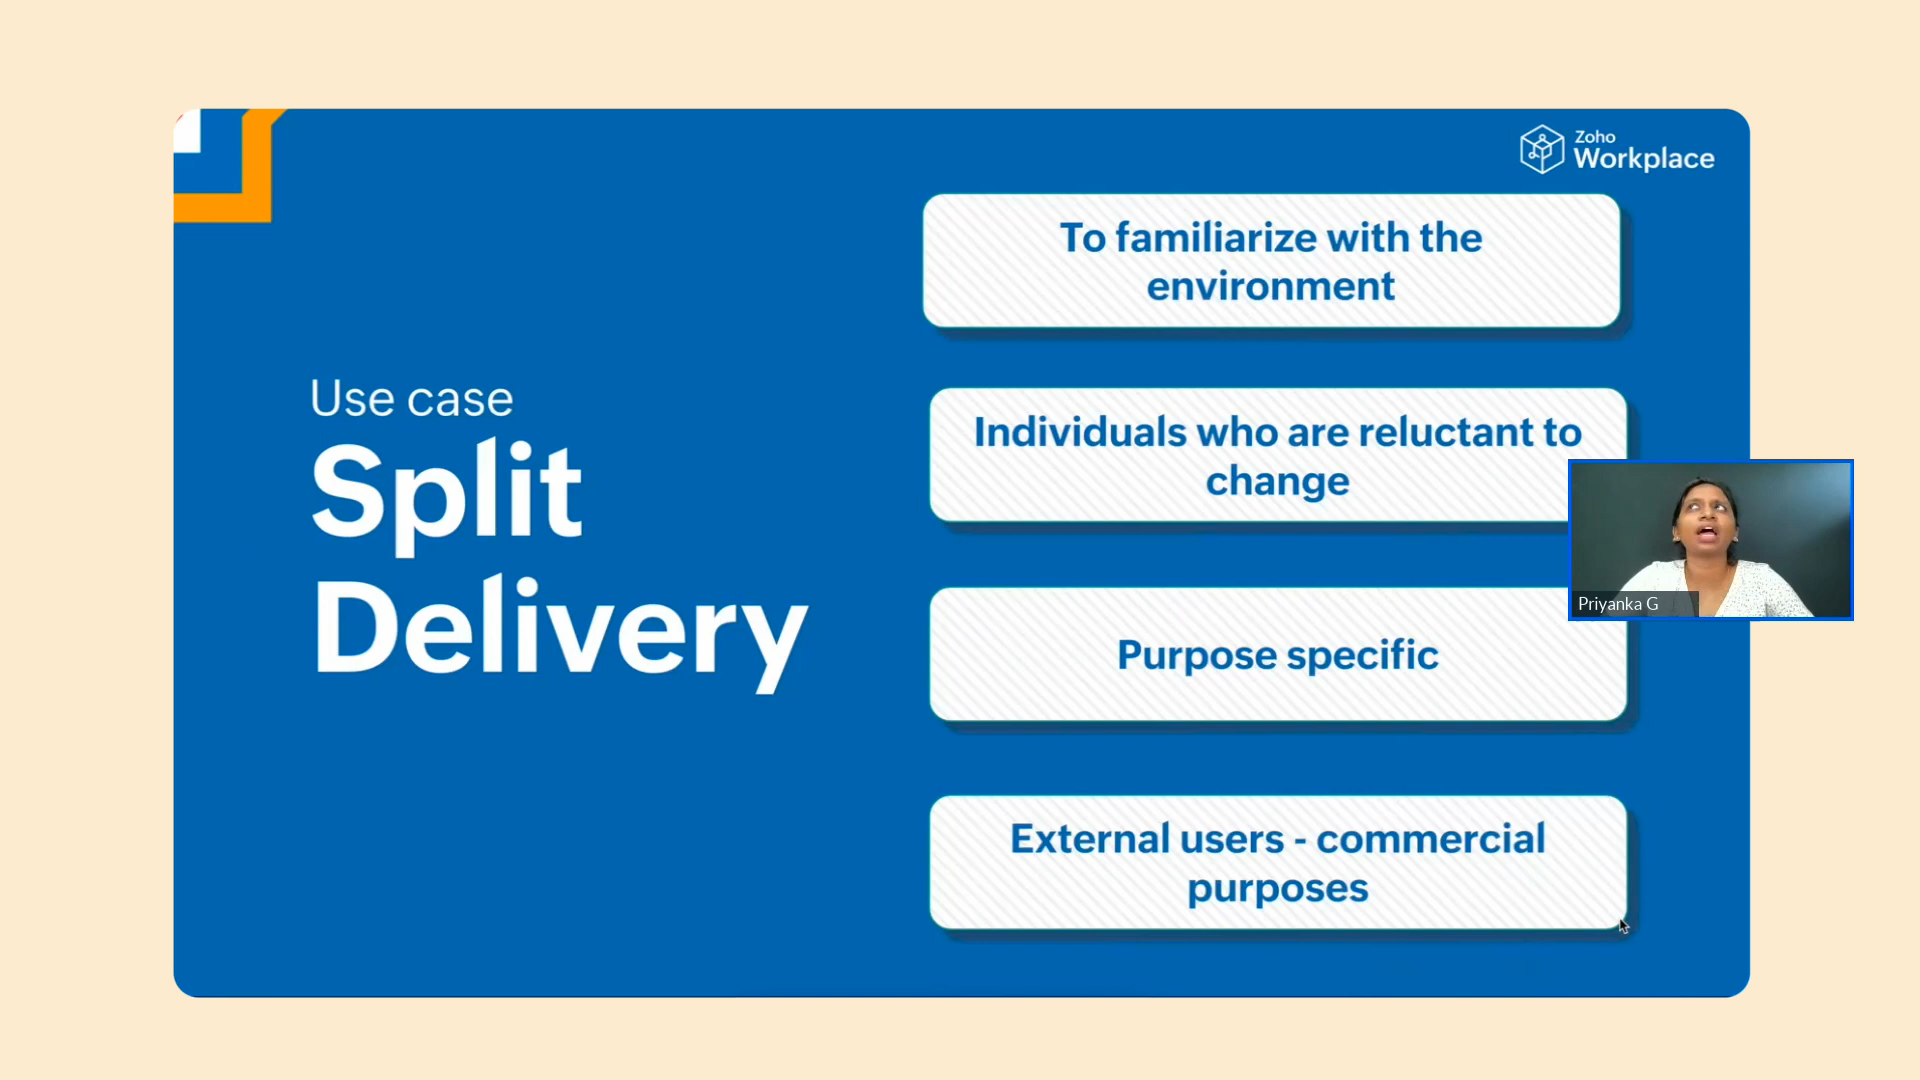 Zoho
Workplace
Use case
Split
Delivery
To familiarize with the
environment
Individuals who are reluctant to
change
Purpose specific
External users - commercial
purposes
Priyanka G